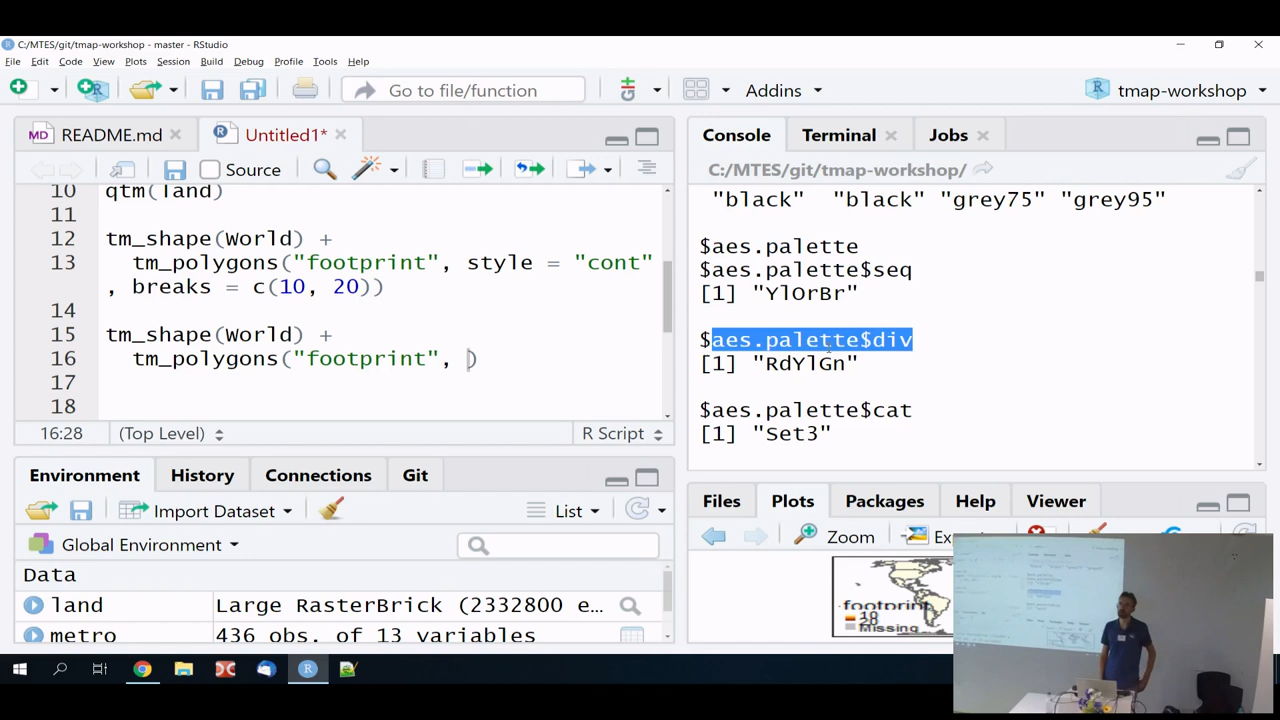 C:/MTES/git/tmap-workshop - master - RStudio
File Edit Code View Plots Session Build Debug Profile Tools Help
Go to file/function
Addins
tmap-workshop
README.md
Untitled1*
Source
10 qtm(land)
11
12 tm_shape(World) +
13 tm_polygons("footprint", style = "cont"
, breaks = c(10, 20))
14
15 tm_shape(World) +
16 tm_polygons("footprint", )
17
18
16:28 (Top Level) R Script
Environment History Connections Git
Import Dataset List
Global Environment
Data
land Large RasterBrick (2332800 e...
metro 436 obs. of 13 variables
Console Terminal Jobs
C:/MTES/git/tmap-workshop/
"black" "black" "grey75" "grey95"
$aes.palette
$aes.palette$seq
[1] "YlOrBr"
$aes.palette$div
[1] "RdYlGn"
$aes.palette$cat
[1] "Set3"
Files Plots Packages Help Viewer
Zoom
footprint
10
20
Missing